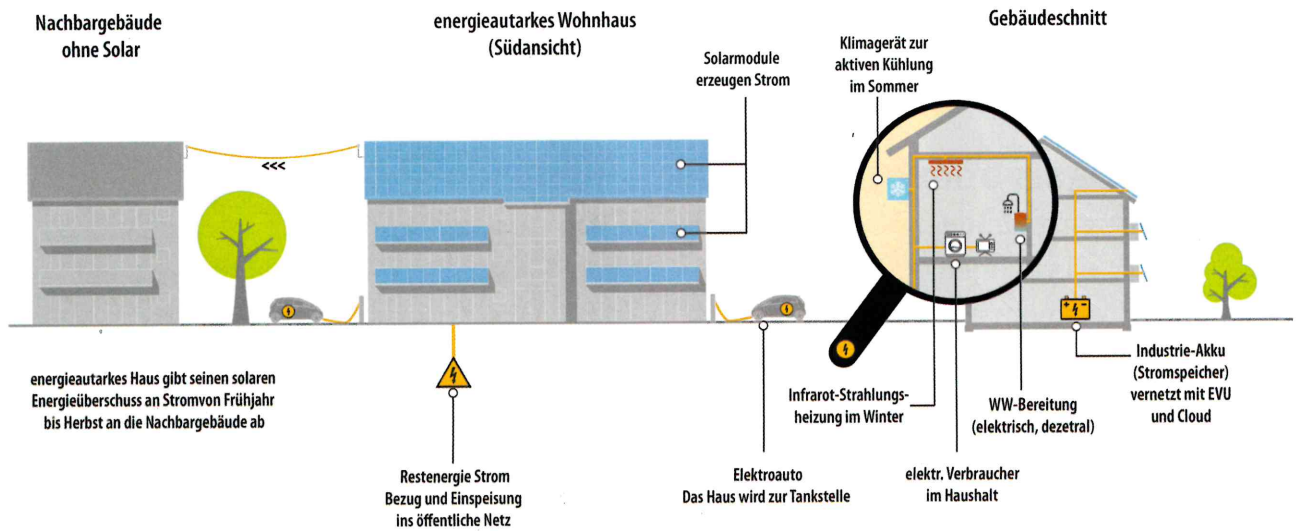 Nachbargebäude
ohne Solar
energieautarkes Wohnhaus
(Südansicht)
Gebäudeschnitt
Solarmodule
erzeugen Strom
Klimagerät zur
aktiven Kühlung
im Sommer
<<<
energieautarkes Haus gibt seinen solaren
Energieüberschuss an Stromvon Frühjahr
bis Herbst an die Nachbargebäude ab
Restenergie Strom
Bezug und Einspeisung
ins öffentliche Netz
Elektroauto
Das Haus wird zur Tankstelle
Infrarot-Strahlungs-
heizung im Winter
elektr. Verbraucher
im Haushalt
WW-Bereitung
(elektrisch, dezetral)
Industrie-Akku
(Stromspeicher)
vernetzt mit EVU
und Cloud